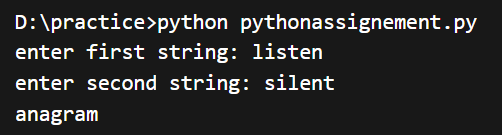 D:\practice>python pythonassignement.py
enter first string: listen
enter second string: silent
anagram